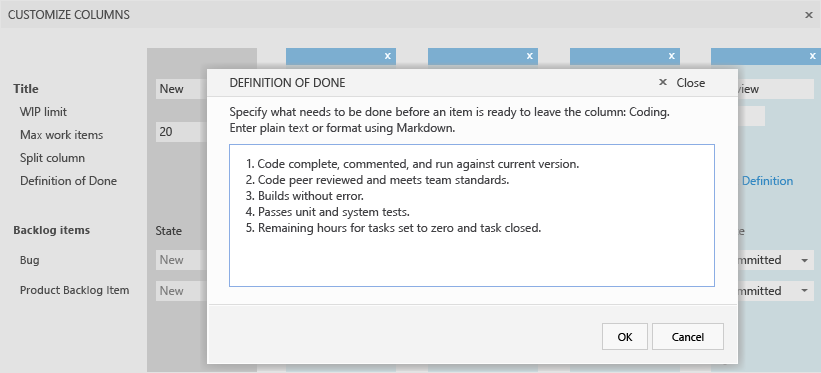 CUSTOMIZE COLUMNS ×
x x x x
Title New
WIP limit
Max work items 20
Split column
Definition of Done Definition
Backlog items State
Bug New
Product Backlog Item New
DEFINITION OF DONE × Close
Specify what needs to be done before an item is ready to leave the column: Coding.
Enter plain text or format using Markdown.
1. Code complete, commented, and run against current version.
2. Code peer reviewed and meets team standards.
3. Builds without error.
4. Passes unit and system tests.
5. Remaining hours for tasks set to zero and task closed.
OK Cancel